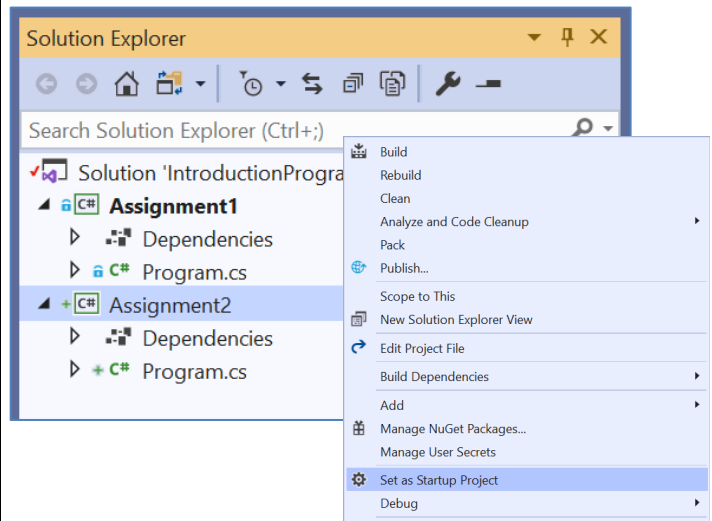 Solution Explorer
Search Solution Explorer (Ctrl+;)
Solution 'IntroductionProgra
C# Assignment1
Dependencies
C# Program.cs
C# Assignment2
Dependencies
C# Program.cs
Build
Rebuild
Clean
Analyze and Code Cleanup
Pack
Publish...
Scope to This
New Solution Explorer View
Edit Project File
Build Dependencies
Add
Manage NuGet Packages...
Manage User Secrets
Set as Startup Project
Debug